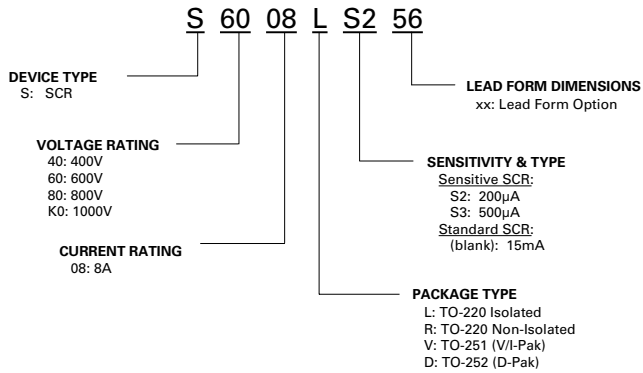 S 60 08 L S2 56
DEVICE TYPE
S: SCR
VOLTAGE RATING
40: 400V
60: 600V
80: 800V
K0: 1000V
CURRENT RATING
08: 8A
LEAD FORM DIMENSIONS
xx: Lead Form Option
SENSITIVITY & TYPE
Sensitive SCR:
S2: 200µA
S3: 500µA
Standard SCR:
(blank): 15mA
PACKAGE TYPE
L: TO-220 Isolated
R: TO-220 Non-Isolated
V: TO-251 (V/I-Pak)
D: TO-252 (D-Pak)